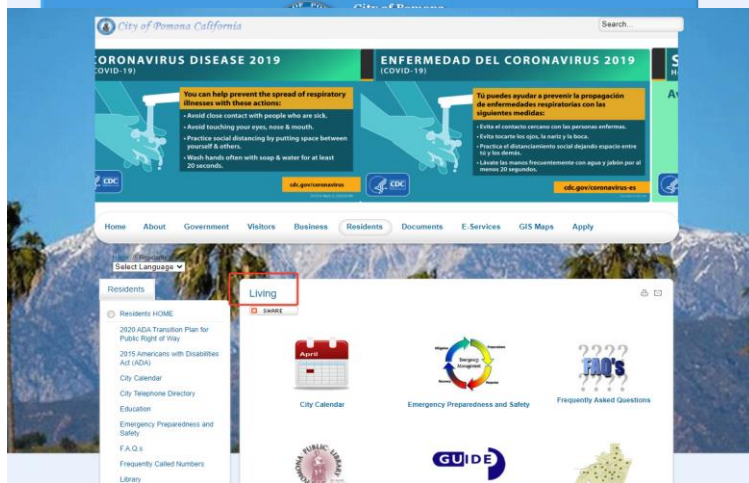 City of Pomona
City of Pomona California
Search...
CORONAVIRUS DISEASE 2019
(COVID-19)
You can help prevent the spread of respiratory
illnesses with these actions:
• Avoid close contact with people who are sick.
• Avoid touching your eyes, nose & mouth.
• Practice social distancing by putting space between
yourself & others.
• Wash hands often with soap & water for at least
20 seconds.
CDC
cdc.gov/coronavirus
ENFERMEDAD DEL CORONAVIRUS 2019
(COVID-19)
Tú puedes ayudar a prevenir la propagación
de enfermedades respiratorias con las
siguientes medidas:
• Evita el contacto cercano con las personas enfermas.
• Evita tocarte los ojos, la nariz y la boca.
• Practica el distanciamiento social dejando espacio entre
tú y los demás.
• Lávate las manos frecuentemente con agua y jabón por al
menos 20 segundos.
CDC
cdc.gov/coronavirus-es
Home About Government Visitors Business Residents Documents E-Services GIS Maps Apply
Select Language
Residents
Residents HOME
2020 ADA Transition Plan for
Public Right of Way
2015 Americans with Disabilities
Act (ADA)
City Calendar
City Telephone Directory
Education
Emergency Preparedness and
Safety
F.A.Q.s
Frequently Called Numbers
Library
Living
SHARE
April
City Calendar
Emergency
Management
Emergency Preparedness and Safety
????
FAQ's
????
Frequently Asked Questions
POMONA PUBLIC LIBRARY
GUIDE